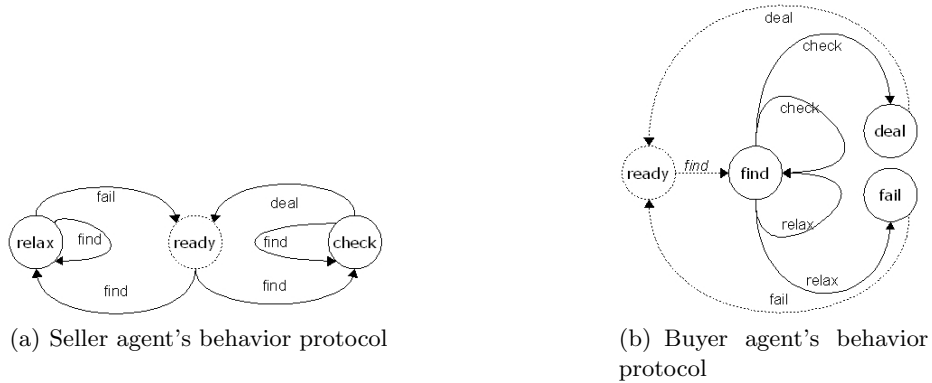 fail
find
relax
ready
find
find
(a) Seller agent's behavior protocol
deal
find
check
deal
check
check
ready
find
find
deal
fail
relax
relax
fail
(b) Buyer agent's behavior
protocol